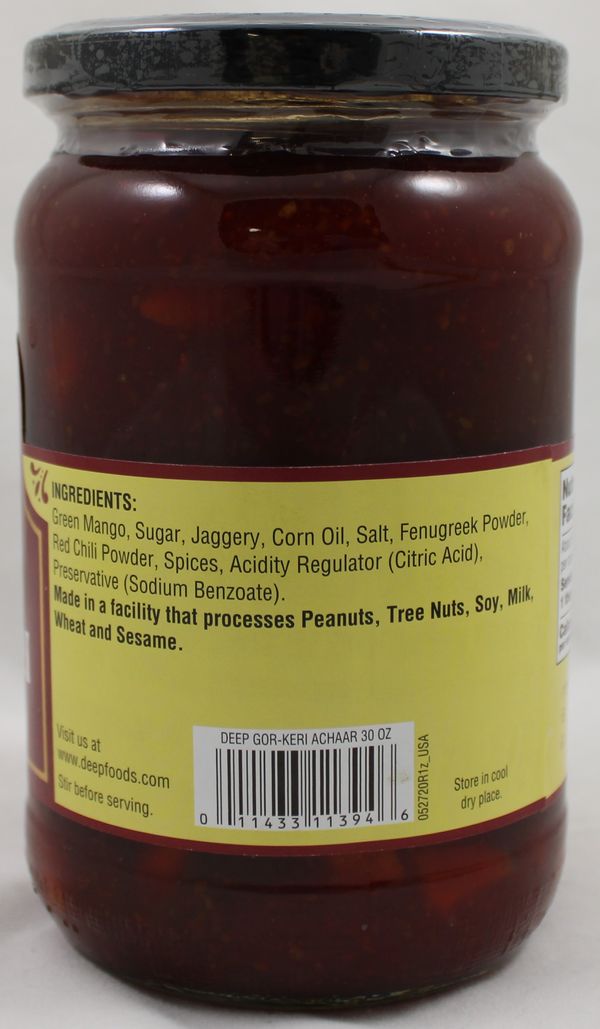 INGREDIENTS:
Green Mango, Sugar, Jaggery, Corn Oil, Salt, Fenugreek Powder,
Red Chili Powder, Spices, Acidity Regulator (Citric Acid),
Preservative (Sodium Benzoate).
Made in a facility that processes Peanuts, Tree Nuts, Soy, Milk,
Wheat and Sesame.
Visit us at
www.deepfoods.com
Stir before serving.
DEEP GOR-KERI ACHAAR 30 OZ
0 11433 11394 6
052720R1z_USA
Store in cool
dry place.